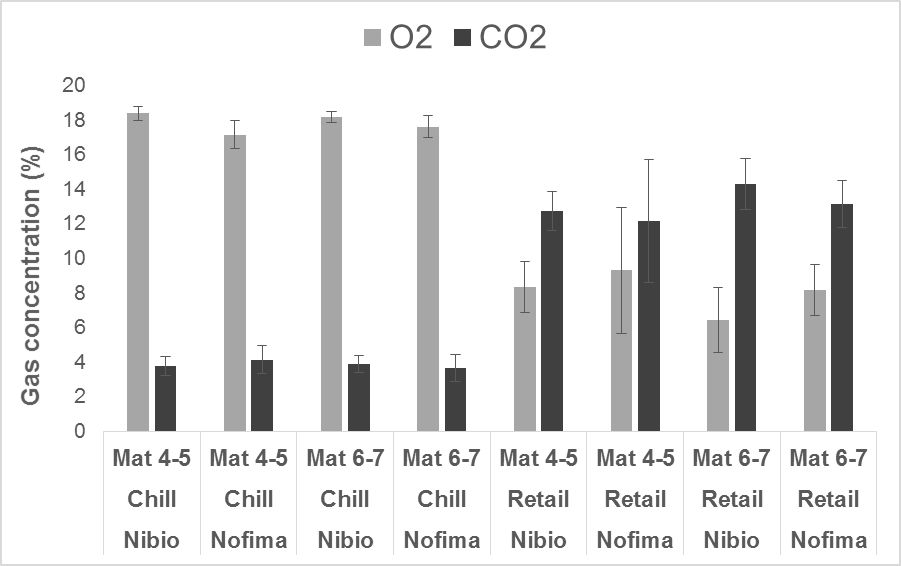 O2 CO2
Gas concentration (%)
20
18
16
14
12
10
8
6
4
2
0
Mat 4-5 Mat 4-5 Mat 6-7 Mat 6-7 Mat 4-5 Mat 4-5 Mat 6-7 Mat 6-7
Chill Chill Chill Chill Retail Retail Retail Retail
Nibio Nofima Nibio Nofima Nibio Nofima Nibio Nofima